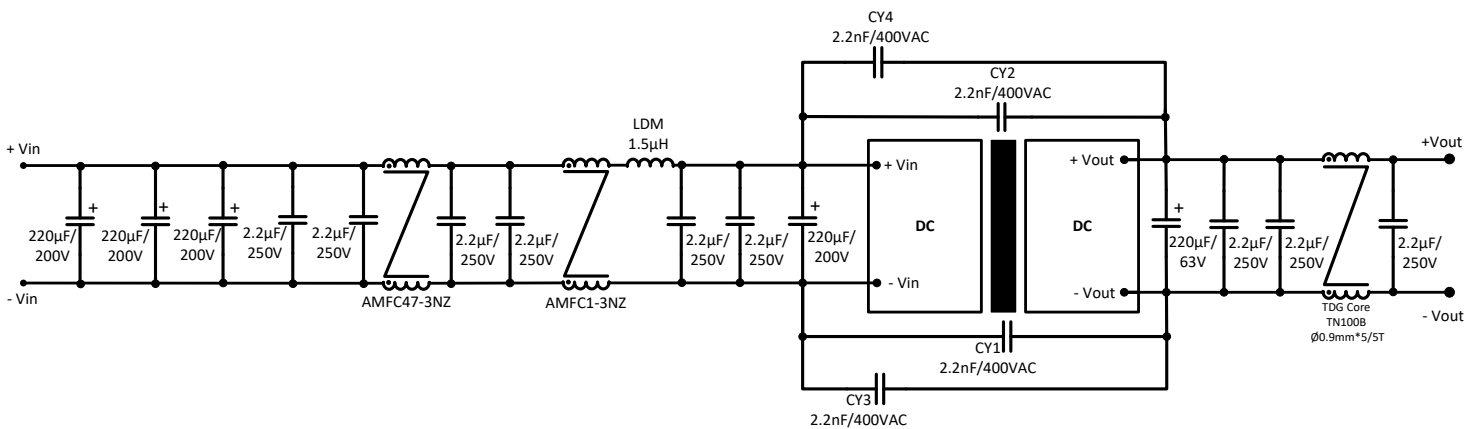 CY4
2.2nF/400VAC
CY2
2.2nF/400VAC
LDM
1.5µH
+ Vin
+ Vin
+ Vout
+Vout
+
+
+
+
+
220µF/
200V
220µF/
200V
220µF/
200V
2.2µF/
250V
2.2µF/
250V
2.2µF/
250V
2.2µF/
250V
2.2µF/
250V
2.2µF/
250V
220µF/
200V
DC
DC
220µF/
63V
2.2µF/
250V
2.2µF/
250V
2.2µF/
250V
- Vin
- Vin
- Vout
- Vout
AMFC47-3NZ
AMFC1-3NZ
TDG Core
TN100B
Ø0.9mm*5/5T
CY1
2.2nF/400VAC
CY3
2.2nF/400VAC